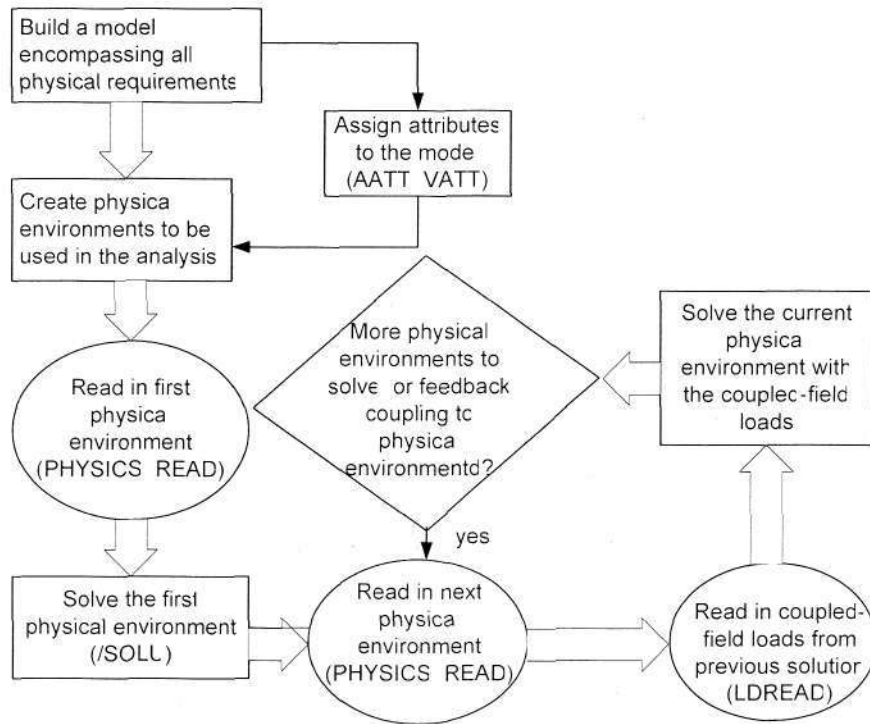 Build a model
encompassing all
physical requirements
Assign attributes
to the mode
(AATT VATT)
Create physica
environments to be
used in the analysis
More physical
environments to
solve or feedback
coupling to
physica
environmentd?
Solve the current
physica
environment with
the coupled-field
loads
Read in first
physica
environment
(PHYSICS READ)
yes
Solve the first
physical environment
(/SOLU)
Read in next
physica
environment
(PHYSICS READ)
Read in coupled-
field loads from
previous solution
(LDREAD)